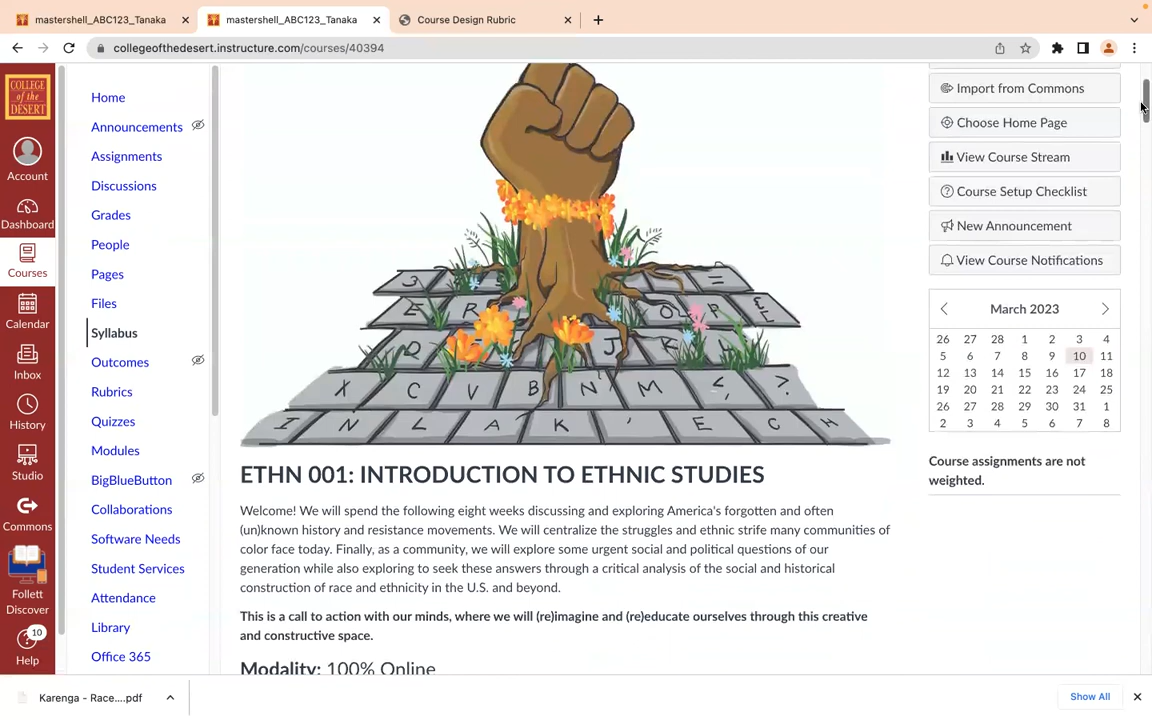 mastershell_ABC123_Tanaka
mastershell_ABC123_Tanaka
Course Design Rubric
collegeofthedesert.instructure.com/courses/40394
COLLEGE
of the
DESERT
Account
Dashboard
Courses
Calendar
Inbox
History
Studio
Commons
Follett
Discover
10
Help
Home
Announcements
Assignments
Discussions
Grades
People
Pages
Files
Syllabus
Outcomes
Rubrics
Quizzes
Modules
BigBlueButton
Collaborations
Software Needs
Student Services
Attendance
Library
Office 365
3 =
E R O L £
Q J K
X C V B N M < , ?
I N L A K ' E C H
ETHN 001: INTRODUCTION TO ETHNIC STUDIES
Welcome! We will spend the following eight weeks discussing and exploring America's forgotten and often
(un)known history and resistance movements. We will centralize the struggles and ethnic strife many communities of
color face today. Finally, as a community, we will explore some urgent social and political questions of our
generation while also exploring to seek these answers through a critical analysis of the social and historical
construction of race and ethnicity in the U.S. and beyond.
This is a call to action with our minds, where we will (re)imagine and (re)educate ourselves through this creative
and constructive space.
Modality: 100% Online
Import from Commons
Choose Home Page
View Course Stream
Course Setup Checklist
New Announcement
View Course Notifications
March 2023
26 27 28 1 2 3 4
5 6 7 8 9 10 11
12 13 14 15 16 17 18
19 20 21 22 23 24 25
26 27 28 29 30 31 1
2 3 4 5 6 7 8
Course assignments are not
weighted.
Karenga - Race....pdf
Show All